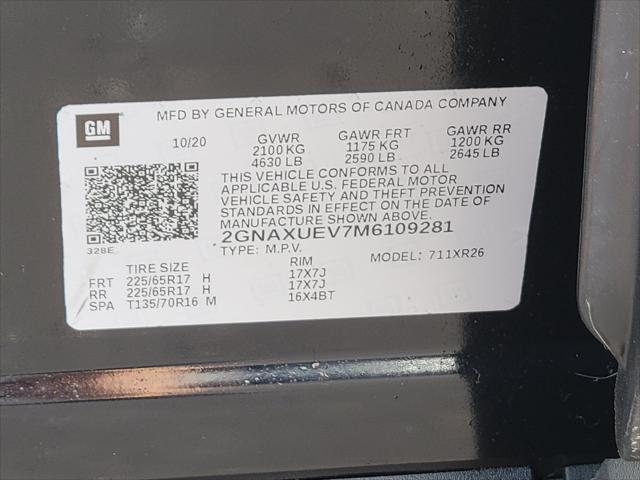 MFD BY GENERAL MOTORS OF CANADA COMPANY
GM
10/20 GVWR GAWR FRT GAWR RR
2100 KG 1175 KG 1200 KG
4630 LB 2590 LB 2645 LB
THIS VEHICLE CONFORMS TO ALL
APPLICABLE U.S. FEDERAL MOTOR
VEHICLE SAFETY AND THEFT PREVENTION
STANDARDS IN EFFECT ON THE DATE OF
MANUFACTURE SHOWN ABOVE.
328E
2GNAXUEV7M6109281
TYPE: M.P.V. MODEL: 711XR26
TIRE SIZE RIM
FRT 225/65R17 H 17X7J
RR 225/65R17 H 17X7J
SPA T135/70R16 M 16X4BT